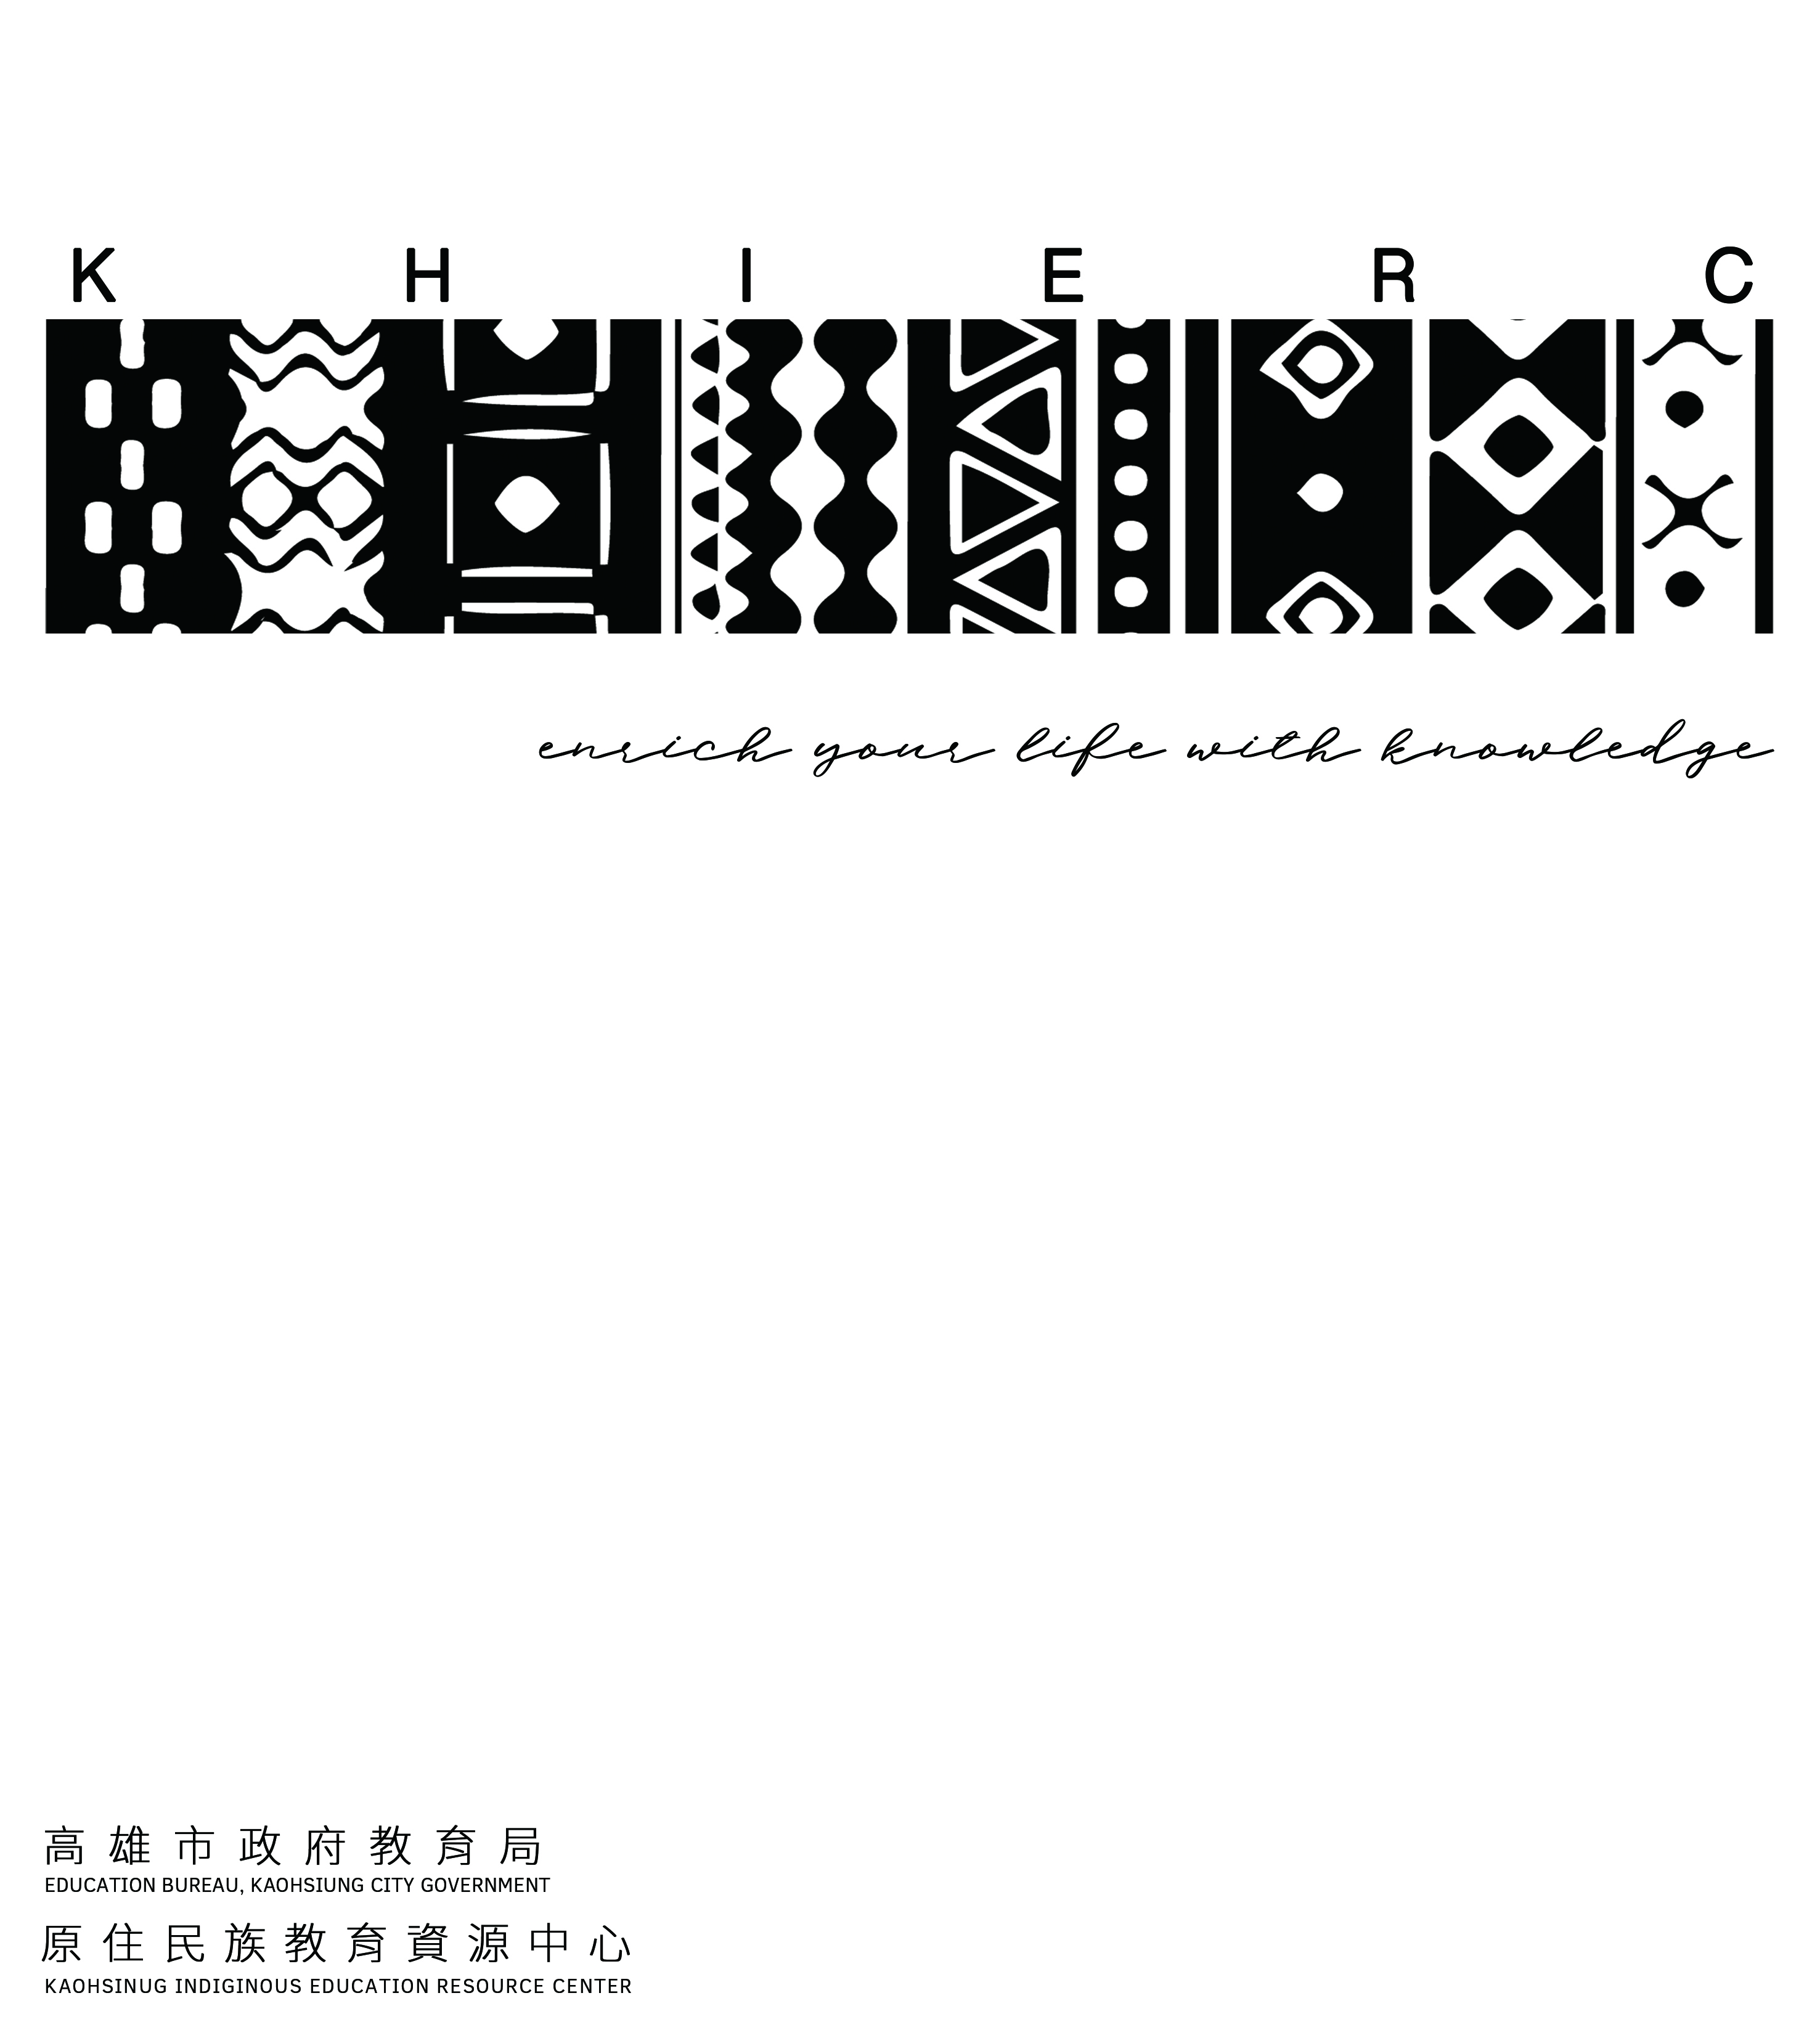 K H I E R C
enrich your life with knowledge
高雄市政府教育局
EDUCATION BUREAU, KAOHSIUNG CITY GOVERNMENT
原住民族教育資源中心
KAOHSINUG INDIGINOUS EDUCATION RESOURCE CENTER